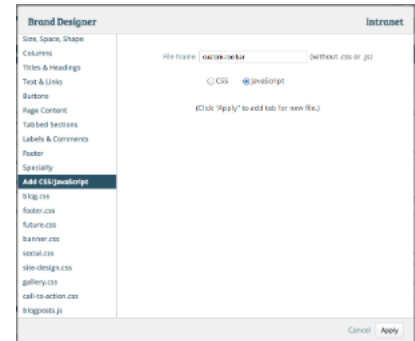 Brand Designer
intranet
Size, Space, Shape
Columns
Titles & Headings
Text & Links
Buttons
Page Content
Tabbed Sections
Labels & Comments
Footer
Specialty
Add CSS/JavaScript
blog.css
footer.css
future.css
banner.css
social.css
site-design.css
gallery.css
call-to-action.css
blogposts.js
File Name custom-toolbar (without .css or .js)
CSS JavaScript
(Click "Apply" to add tab for new file.)
Cancel Apply